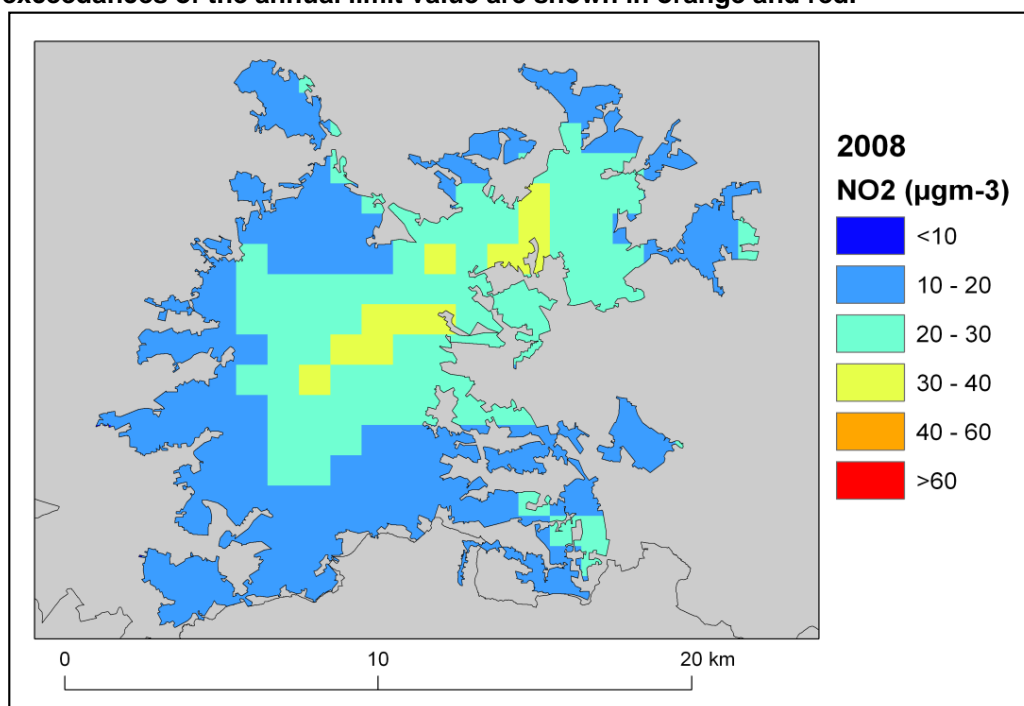 exceedances of the annual limit value are shown in orange and red.
2008
NO2 (µgm-3)
<10
10 - 20
20 - 30
30 - 40
40 - 60
>60
0 10 20 km